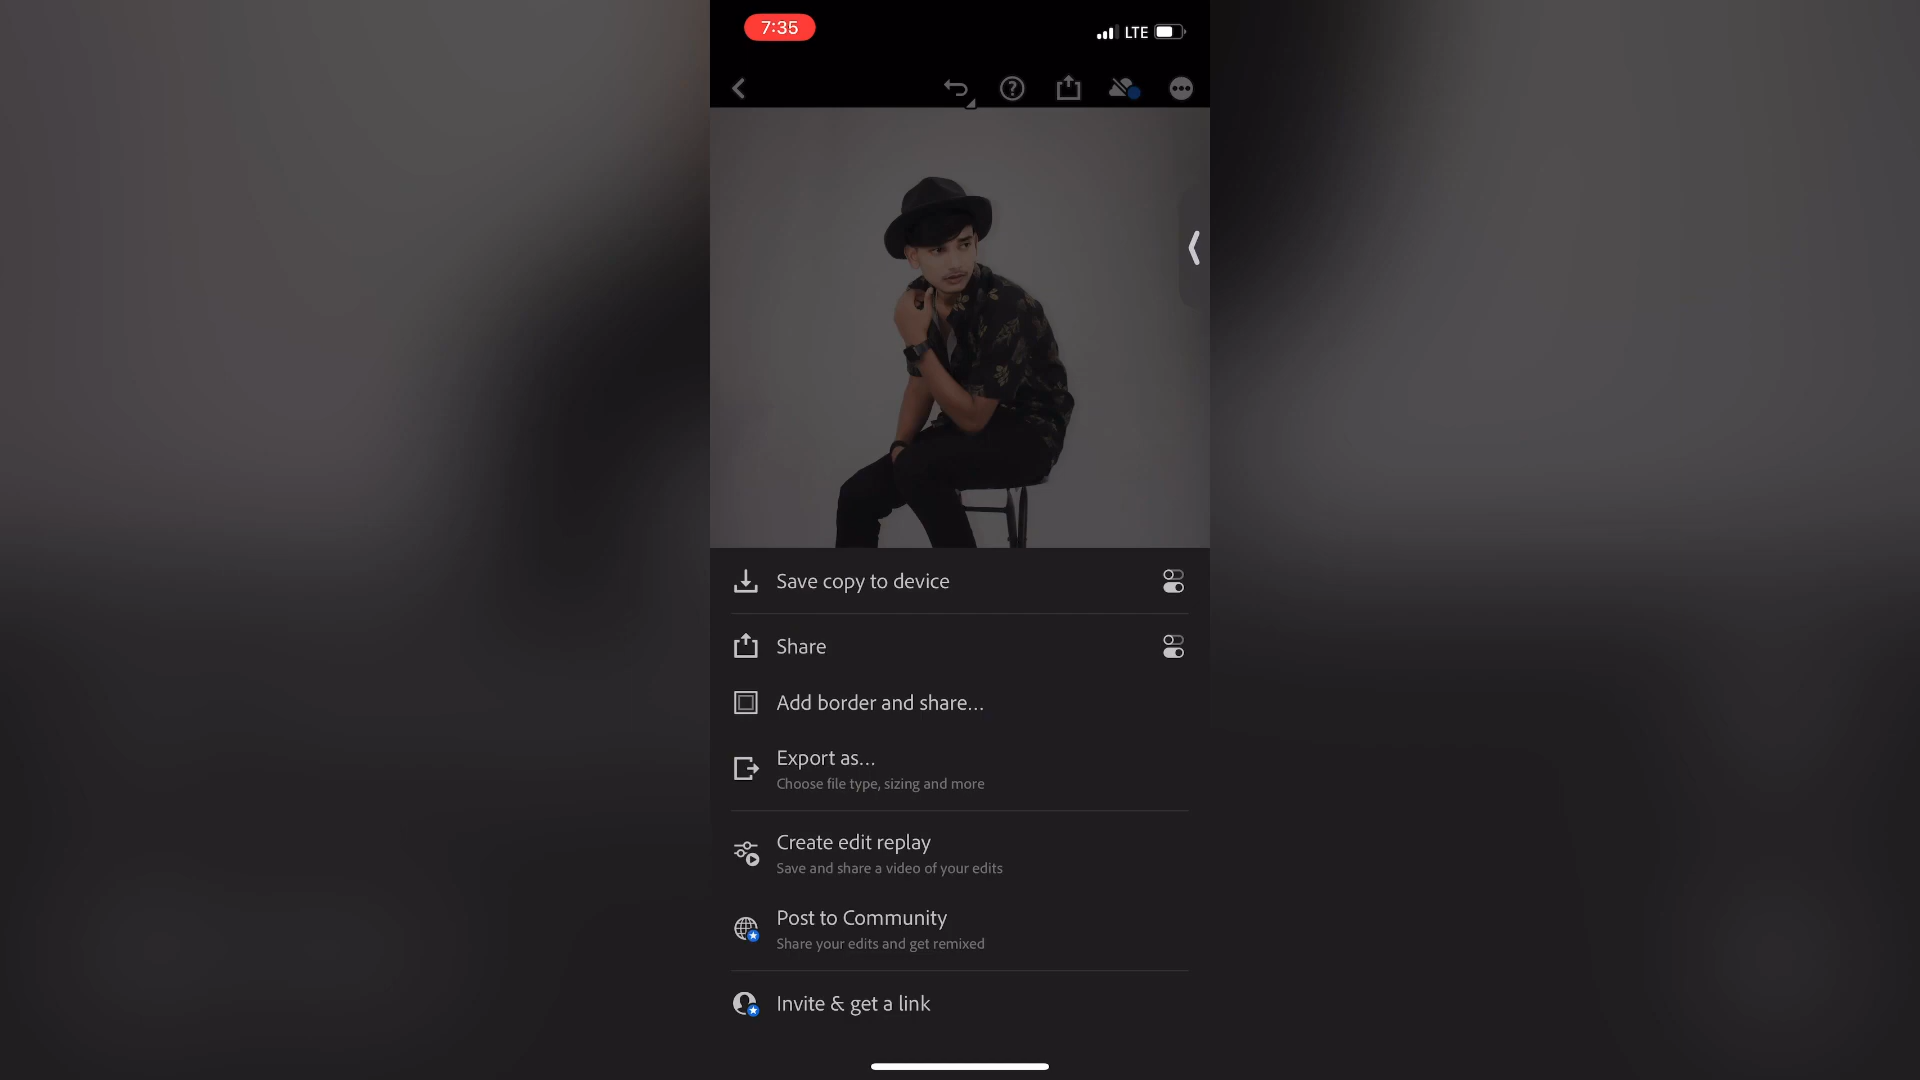 7:35
LTE
Save copy to device
Share
Add border and share...
Export as...
Choose file type, sizing and more
Create edit replay
Save and share a video of your edits
Post to Community
Share your edits and get remixed
Invite & get a link